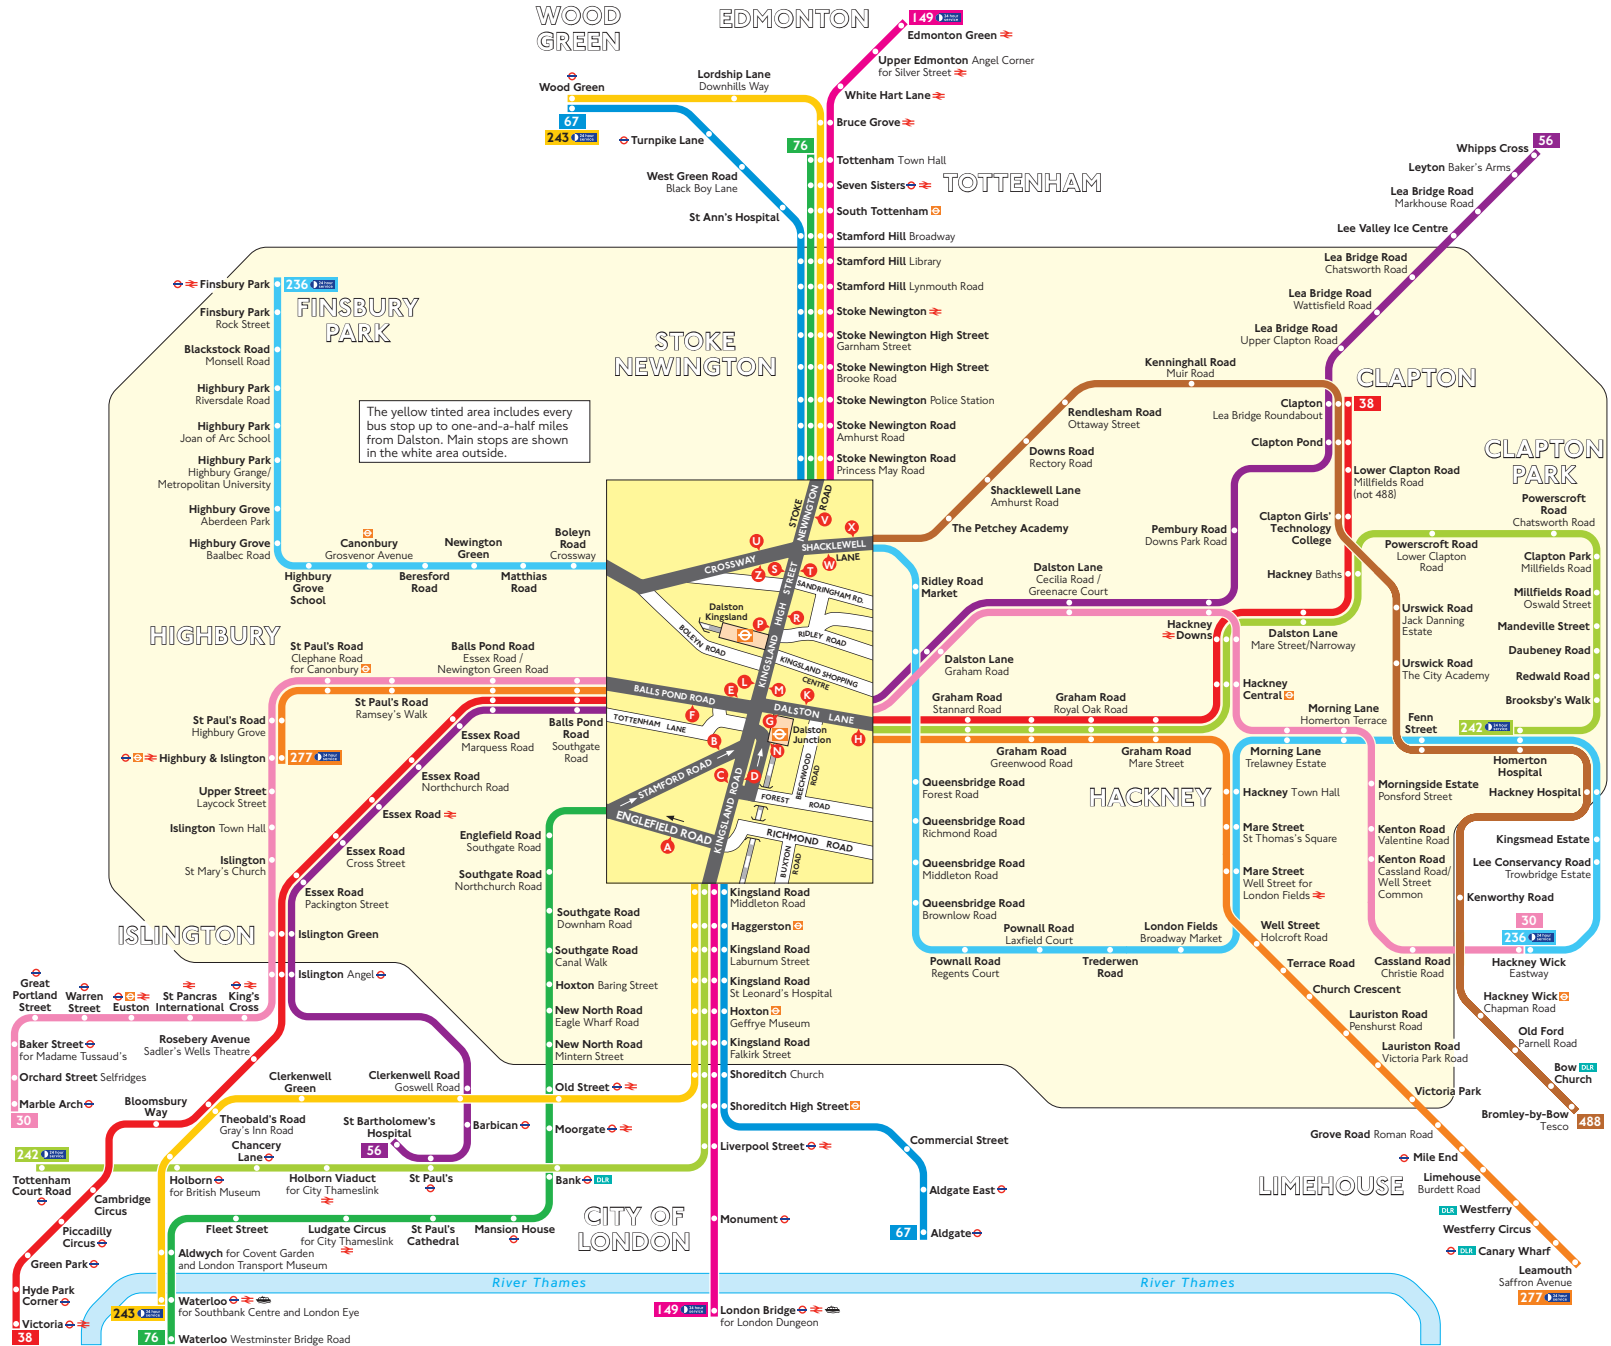 WOOD
GREEN
EDMONTON
149 24 hour service
Edmonton Green
Upper Edmonton Angel Corner
for Silver Street
White Hart Lane
Bruce Grove
Wood Green
Lordship Lane
Downhills Way
67
243 24 hour service
Turnpike Lane
West Green Road
Black Boy Lane
St Ann's Hospital
76
Tottenham Town Hall
Seven Sisters
TOTTENHAM
South Tottenham
Stamford Hill Broadway
Stamford Hill Library
Stamford Hill Lynmouth Road
Stoke Newington
Stoke Newington High Street
Garnham Street
Stoke Newington High Street
Brooke Road
Stoke Newington Police Station
Stoke Newington Road
Amhurst Road
Stoke Newington Road
Princess May Road
STOKE
NEWINGTON
56
Whipps Cross
Leyton Baker's Arms
Lea Bridge Road
Markhouse Road
Lee Valley Ice Centre
Lea Bridge Road
Chatsworth Road
Lea Bridge Road
Wattisfield Road
Lea Bridge Road
Upper Clapton Road
Kenninghall Road
Muir Road
CLAPTON
Clapton
Lea Bridge Roundabout
38
Clapton Pond
Rendlesham Road
Ottaway Street
Downs Road
Rectory Road
Shacklewell Lane
Amhurst Road
The Petchey Academy
Lower Clapton Road
Millfields Road
(not 488)
Clapton Girls'
Technology
College
Pembury Road
Downs Park Road
Hackney Baths
CLAPTON
PARK
Powerscroft
Road
Chatsworth Road
Powerscroft Road
Lower Clapton
Road
Clapton Park
Millfields Road
Millfields Road
Oswald Street
Mandeville Street
Daubeney Road
Redwald Road
Brooksby's Walk
242 24 hour service
Finsbury Park
236 24 hour service
FINSBURY
PARK
Finsbury Park
Rock Street
Blackstock Road
Monsell Road
Highbury Park
Riversdale Road
Highbury Park
Joan of Arc School
Highbury Park
Highbury Grange/
Metropolitan University
Highbury Grove
Aberdeen Park
Highbury Grove
Baalbec Road
The yellow tinted area includes every
bus stop up to one-and-a-half miles
from Dalston. Main stops are shown
in the white area outside.
Canonbury
Grosvenor Avenue
Newington
Green
Boleyn
Road
Crossway
Highbury
Grove
School
Beresford
Road
Matthias
Road
HIGHBURY
St Paul's Road
Clephane Road
for Canonbury
Balls Pond Road
Essex Road /
Newington Green Road
St Paul's Road
Highbury Grove
St Paul's Road
Ramsey's Walk
Highbury & Islington
277 24 hour service
Essex Road
Marquess Road
Balls Pond
Road
Southgate
Road
Essex Road
Northchurch Road
Upper Street
Laycock Street
Essex Road
Islington Town Hall
Essex Road
Cross Street
Islington
St Mary's Church
Essex Road
Packington Street
ISLINGTON
Islington Green
Islington Angel
STOKE
NEWINGTON
ROAD
V
X
U
SHACKLEWELL
LANE
CROSSWAY
Z
S
T
W
HIGH STREET
SANDRINGHAM RD.
Dalston
Kingsland
P
R
RIDLEY ROAD
BOLEYN ROAD
KINGSLAND
KINGSLAND SHOPPING
CENTRE
L
E
M
K
BALLS POND ROAD
DALSTON LANE
F
G
H
TOTTENHAM LANE
Dalston
Junction
B
N
C
D
STAMFORD ROAD
KINGSLAND ROAD
BEECHWOOD
ROAD
FOREST ROAD
ENGLEFIELD ROAD
RICHMOND ROAD
A
BUXTON
ROAD
Ridley Road
Market
Dalston Lane
Cecilia Road /
Greenacre Court
Hackney
Downs
Dalston Lane
Mare Street/Narroway
Dalston Lane
Graham Road
Graham Road
Stannard Road
Graham Road
Royal Oak Road
Graham Road
Greenwood Road
Graham Road
Mare Street
Hackney
Central
Urswick Road
Jack Danning
Estate
Urswick Road
The City Academy
Morning Lane
Homerton Terrace
Fenn
Street
Morning Lane
Trelawney Estate
Homerton
Hospital
Hackney Hospital
HACKNEY
Hackney Town Hall
Mare Street
St Thomas's Square
Mare Street
Well Street for
London Fields
Morningside Estate
Ponsford Street
Kenton Road
Valentine Road
Kenton Road
Cassland Road/
Well Street
Common
Kingsmead Estate
Lee Conservancy Road
Trowbridge Estate
Kenworthy Road
30
236 24 hour service
Hackney Wick
Eastway
Cassland Road
Christie Road
Queensbridge Road
Forest Road
Queensbridge Road
Richmond Road
Queensbridge Road
Middleton Road
Queensbridge Road
Brownlow Road
Pownall Road
Laxfield Court
London Fields
Broadway Market
Pownall Road
Regents Court
Trederwen
Road
Well Street
Holcroft Road
Terrace Road
Church Crescent
Lauriston Road
Penshurst Road
Lauriston Road
Victoria Park Road
Victoria Park
Hackney Wick
Chapman Road
Old Ford
Parnell Road
Bow DLR
Church
Bromley-by-Bow
Tesco
488
Grove Road Roman Road
Mile End
Limehouse
Burdett Road
LIMEHOUSE
DLR Westferry
Westferry Circus
DLR Canary Wharf
Leamouth
Saffron Avenue
277 24 hour service
Englefield Road
Southgate Road
Southgate Road
Northchurch Road
Southgate Road
Downham Road
Southgate Road
Canal Walk
Hoxton Baring Street
New North Road
Eagle Wharf Road
New North Road
Mintern Street
Old Street
Moorgate
Bank DLR
Kingsland Road
Middleton Road
Haggerston
Kingsland Road
Laburnum Street
Kingsland Road
St Leonard's Hospital
Hoxton
Geffrye Museum
Kingsland Road
Falkirk Street
Shoreditch Church
Shoreditch High Street
Liverpool Street
Commercial Street
Aldgate East
67
Aldgate
Monument
CITY OF
LONDON
149 24 hour service
London Bridge
for London Dungeon
Great
Portland
Street
Warren
Street
Euston
St Pancras
International
King's
Cross
Baker Street
for Madame Tussaud's
Orchard Street Selfridges
Marble Arch
30
Rosebery Avenue
Sadler's Wells Theatre
Clerkenwell
Green
Clerkenwell Road
Goswell Road
Bloomsbury
Way
Theobald's Road
Gray's Inn Road
St Bartholomew's
Hospital
56
Barbican
242 24 hour service
Tottenham
Court Road
Chancery
Lane
Holborn
for British Museum
Holborn Viaduct
for City Thameslink
St Paul's
Cambridge
Circus
Piccadilly
Circus
Green Park
Hyde Park
Corner
Victoria
38
Fleet Street
Ludgate Circus
for City Thameslink
St Paul's
Cathedral
Mansion House
Aldwych for Covent Garden
and London Transport Museum
River Thames
River Thames
243 24 hour service
Waterloo
for Southbank Centre and London Eye
76
Waterloo Westminster Bridge Road